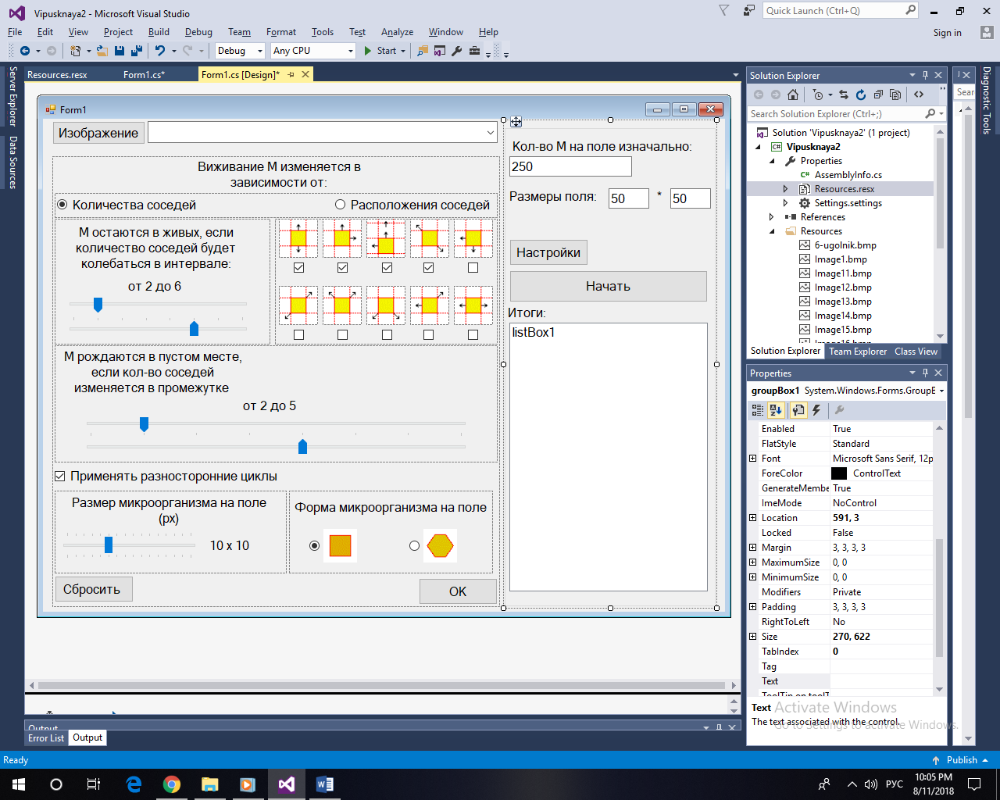 Vipusknaya2 - Microsoft Visual Studio
Quick Launch (Ctrl+Q)
File Edit View Project Build Debug Team Format Tools Test Analyze Window Help
Sign in
Debug Any CPU Start
Server Explorer
Data Sources
Resources.resx Form1.cs* Form1.cs [Design]*
Form1
Изображение
Виживание М изменяется в
зависимости от:
Количества соседей Расположения соседей
М остаются в живых, если
количество соседей будет
колебаться в интервале:
от 2 до 6
М рождаются в пустом месте,
если кол-во соседей
изменяется в промежутке
от 2 до 5
Применять разносторонние циклы
Размер микроорганизма на поле
(px)
10 x 10
Форма микроорганизма на поле
Сбросить
OK
Кол-во М на поле изначально:
250
Размеры поля: 50 * 50
Настройки
Начать
Итоги:
listBox1
Solution Explorer
Search Solution Explorer (Ctrl+;)
Solution 'Vipusknaya2' (1 project)
Vipusknaya2
Properties
AssemblyInfo.cs
Resources.resx
Settings.settings
References
Resources
6-ugolnik.bmp
Image1.bmp
Image11.bmp
Image12.bmp
Image13.bmp
Image14.bmp
Image15.bmp
Solution Explorer Team Explorer Class View
Properties
groupBox1 System.Windows.Forms.GroupE
Enabled True
FlatStyle Standard
Font Microsoft Sans Serif, 12p
ForeColor ControlText
GenerateMembe True
ImeMode NoControl
Location 591, 3
Locked False
Margin 3, 3, 3, 3
MaximumSize 0, 0
MinimumSize 0, 0
Modifiers Private
Padding 3, 3, 3, 3
RightToLeft No
Size 270, 622
TabIndex 0
Tag
Text
Text
The text associated with the control.
Activate Windows
Go to Settings to activate Windows.
Sear
Diagnostic Tools
Output
Error List Output
Ready
Publish
РУС
10:05 PM
8/11/2018